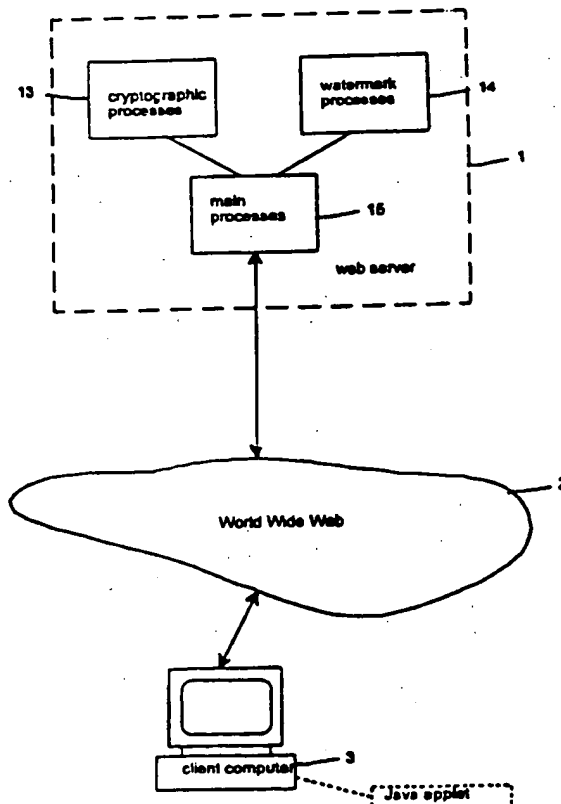 13
cryptographic
processes
watermark
processes
14
1
main
processes
15
web server
2
World Wide Web
client computer
3
Java applet